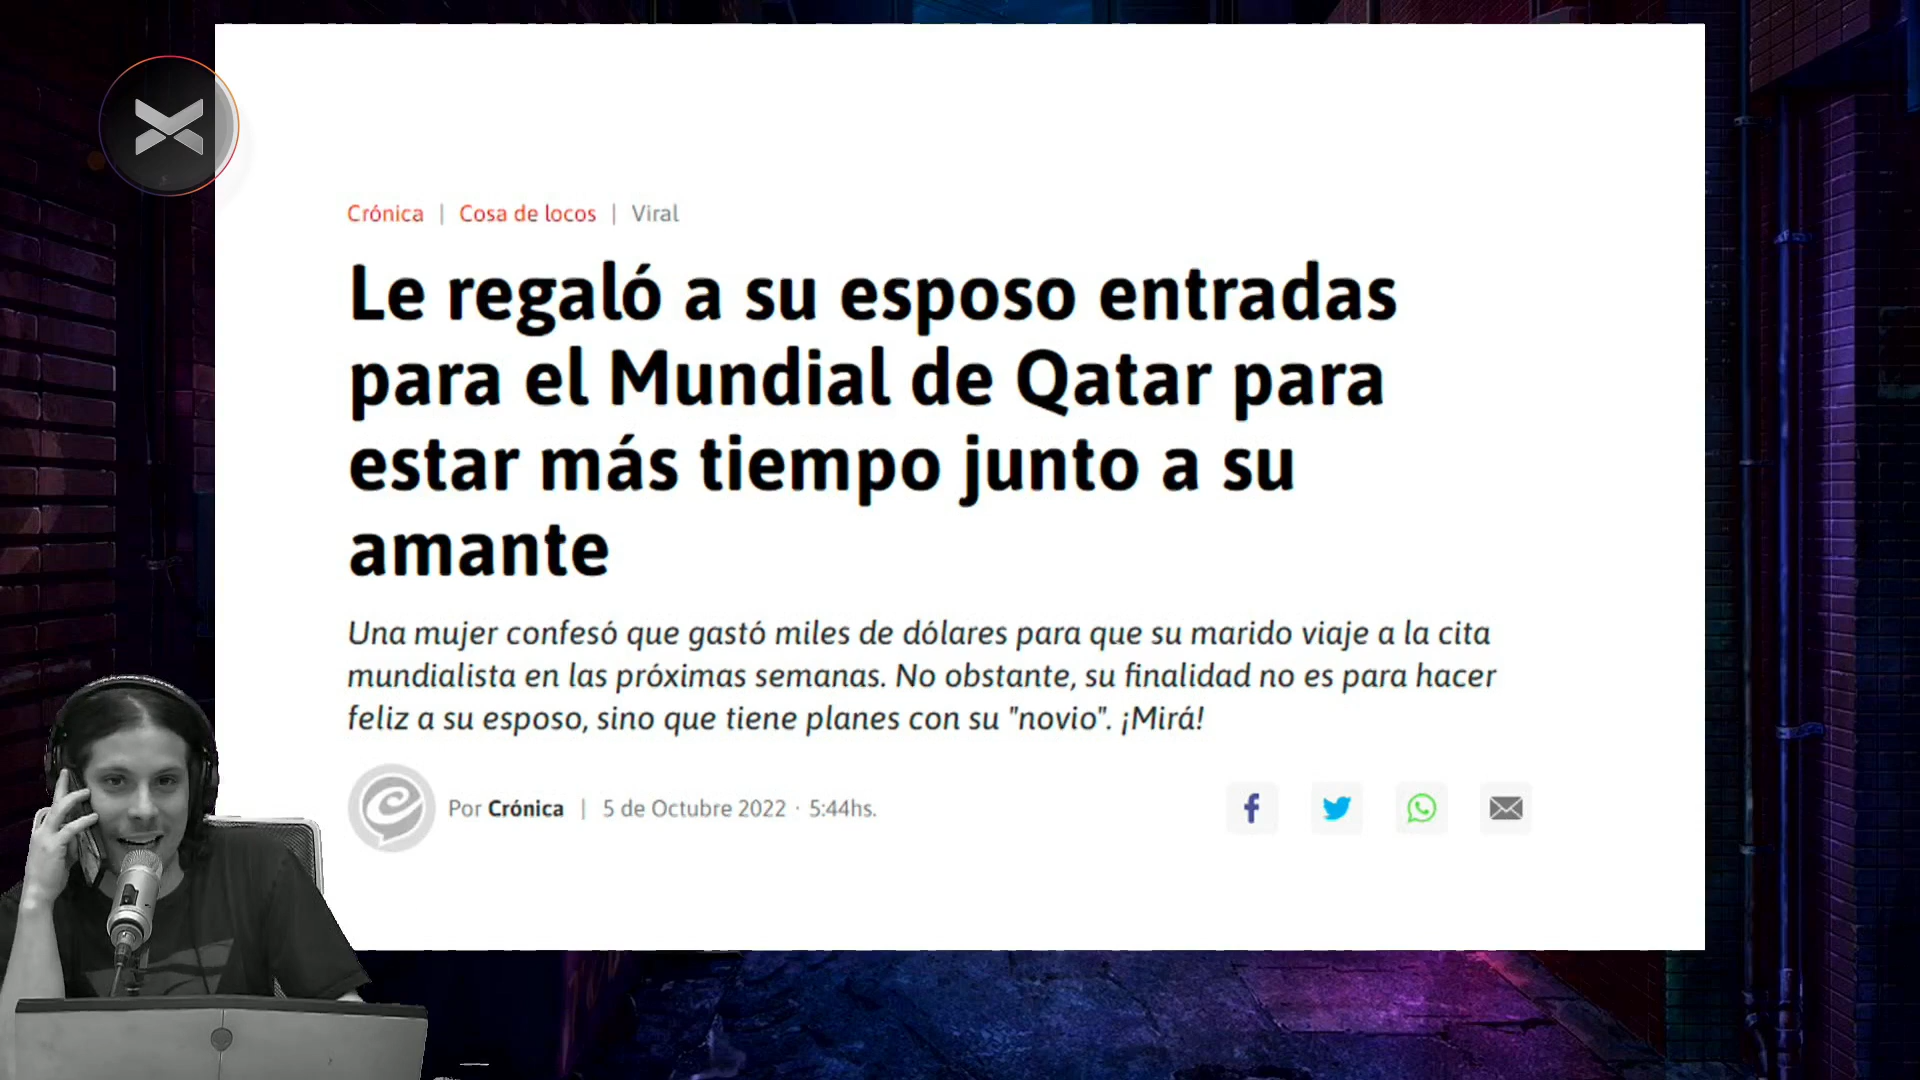 Crónica | Cosa de locos | Viral
Le regaló a su esposo entradas
para el Mundial de Qatar para
estar más tiempo junto a su
amante
Una mujer confesó que gastó miles de dólares para que su marido viaje a la cita
mundialista en las próximas semanas. No obstante, su finalidad no es para hacer
feliz a su esposo, sino que tiene planes con su "novio". ¡Mirá!
Por Crónica | 5 de Octubre 2022 · 5:44hs.